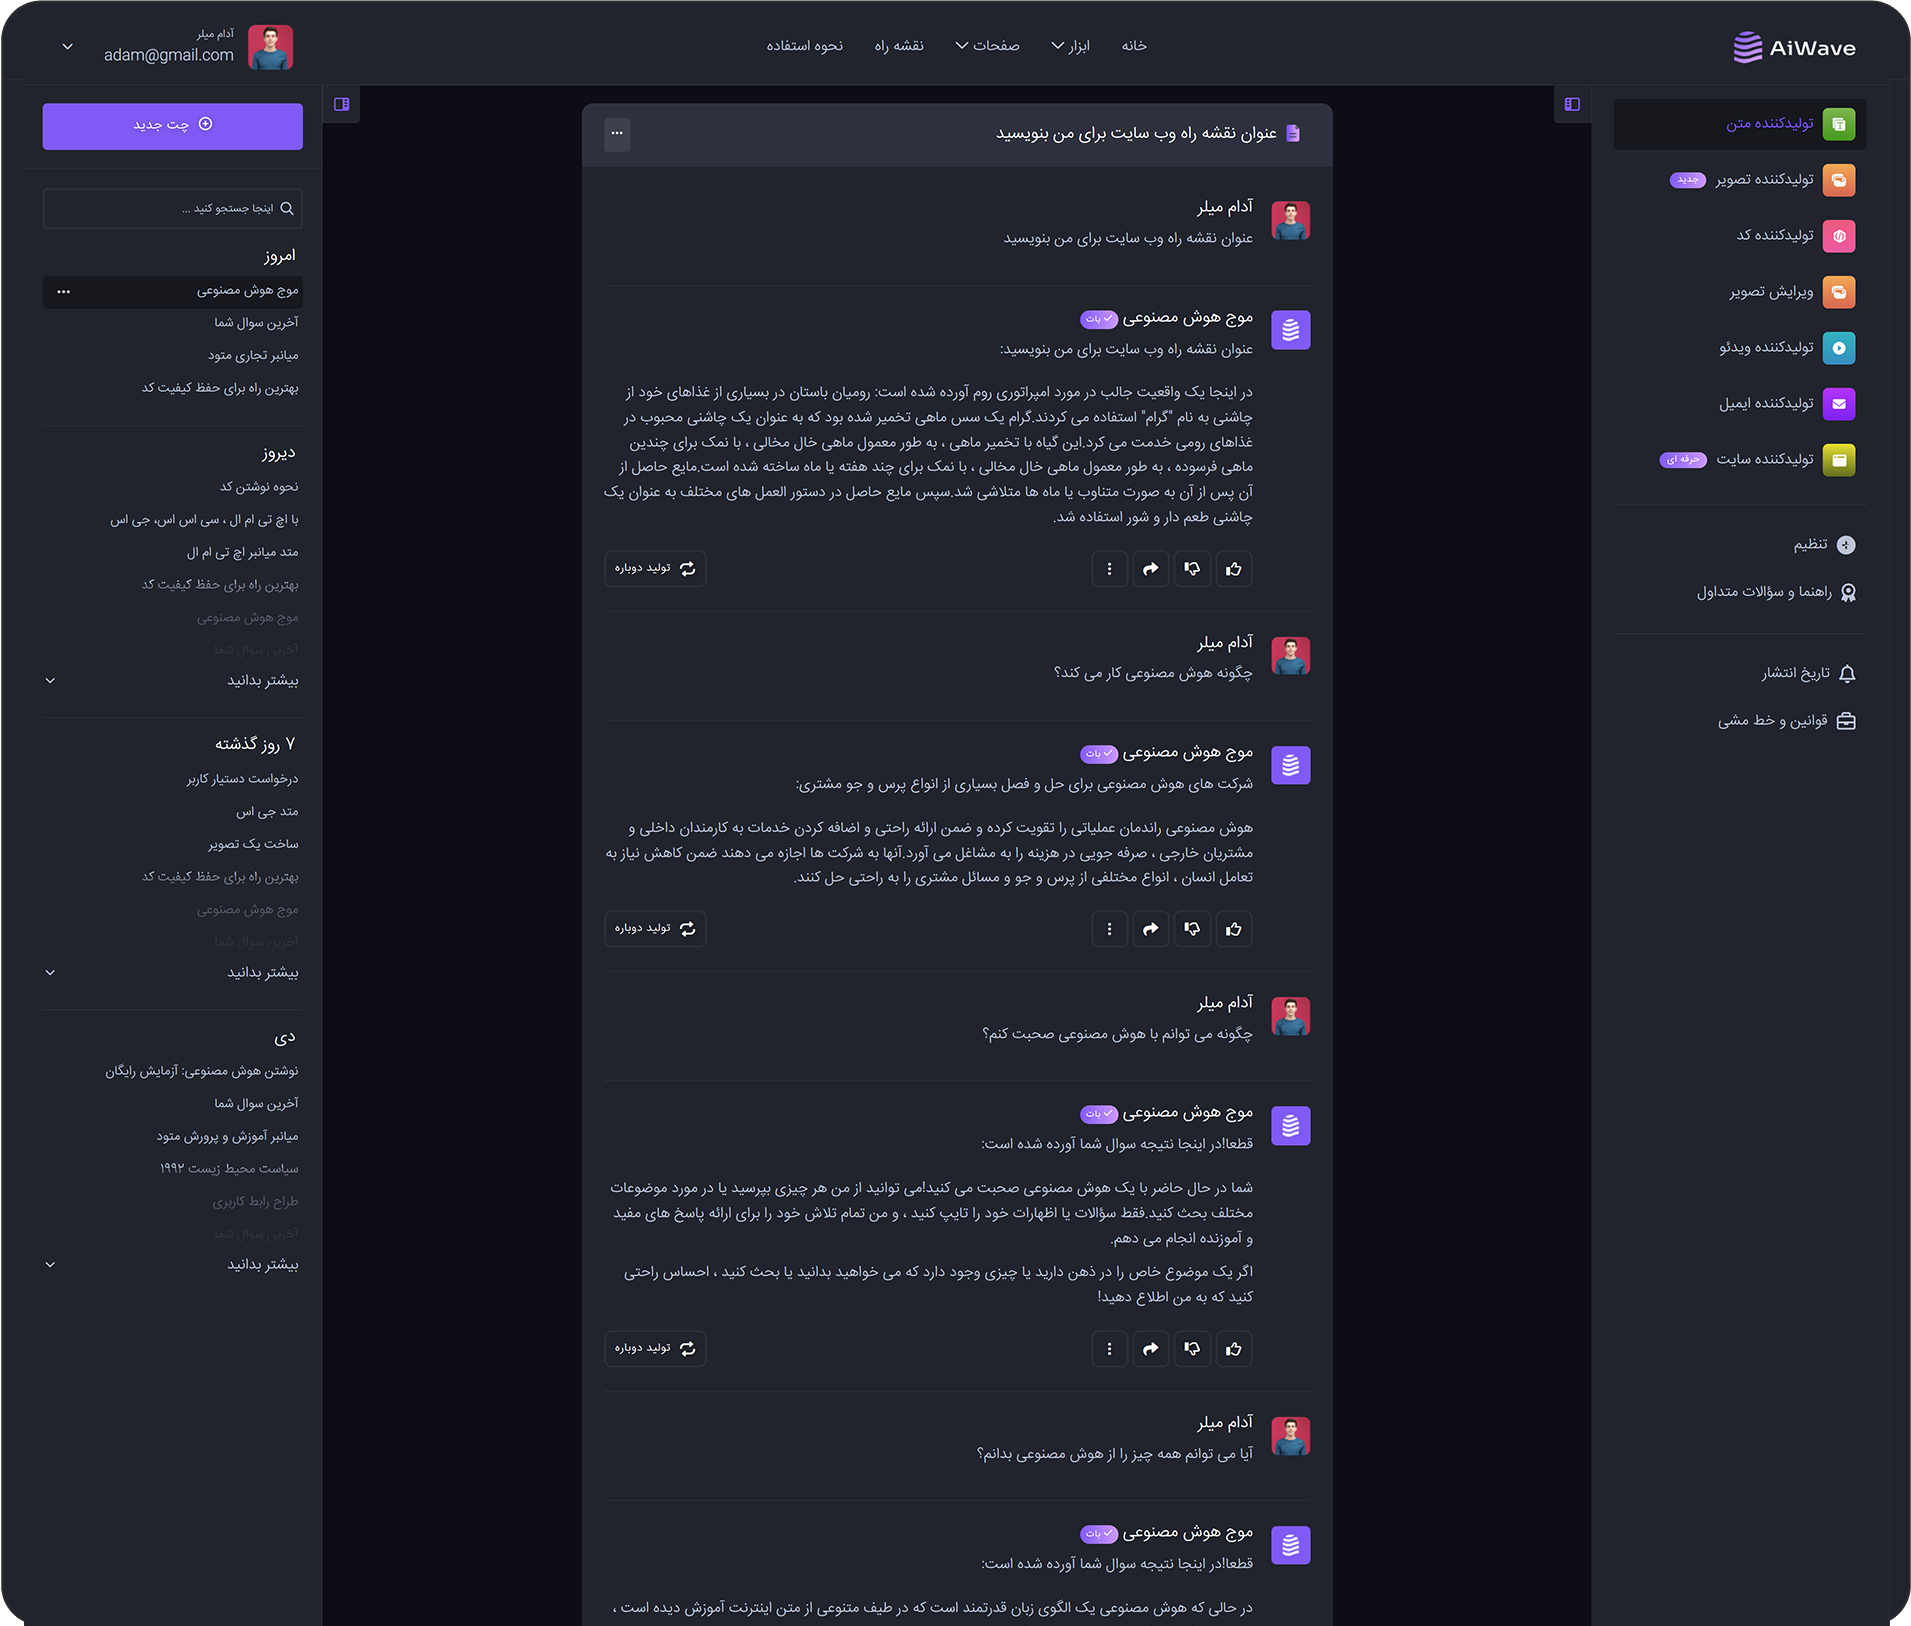 AiWave
خانه
ابزار
صفحات
نقشه راه
نحوه استفاده
آدام میلر
adam@gmail.com
تولیدکننده متن
تولیدکننده تصویر جدید
تولیدکننده کد
ویرایش تصویر
تولیدکننده ویدئو
تولیدکننده ایمیل
تولیدکننده سایت حرفه ای
تنظیم
راهنما و سؤالات متداول
تاریخ انتشار
قوانین و خط مشی
عنوان نقشه راه وب سایت برای من بنویسید
آدام میلر
عنوان نقشه راه وب سایت برای من بنویسید
موج هوش مصنوعی بات
عنوان نقشه راه وب سایت برای من بنویسید:
در اینجا یک واقعیت جالب در مورد امپراتوری روم آورده شده است: رومیان باستان در بسیاری از غذاهای خود از
چاشنی به نام "گرام" استفاده می کردند.گرام یک سس ماهی تخمیر شده بود که به عنوان یک چاشنی محبوب در
غذاهای رومی خدمت می کرد.این گیاه با تخمیر ماهی ، به طور معمول ماهی خال مخالی ، با نمک برای چندین
ماهی فرسوده ، به طور معمول ماهی خال مخالی ، با نمک برای چند هفته یا ماه ساخته شده است.مایع حاصل از
آن پس از آن به صورت متناوب یا ماه ها متلاشی شد.سپس مایع حاصل در دستور العمل های مختلف به عنوان یک
چاشنی طعم دار و شور استفاده شد.
تولید دوباره
آدام میلر
چگونه هوش مصنوعی کار می کند؟
موج هوش مصنوعی بات
شرکت های هوش مصنوعی برای حل و فصل بسیاری از انواع پرس و جو مشتری:
هوش مصنوعی راندمان عملیاتی را تقویت کرده و ضمن ارائه راحتی و اضافه کردن خدمات به کارمندان داخلی و
مشتریان خارجی ، صرفه جویی در هزینه را به مشاغل می آورد.آنها به شرکت ها اجازه می دهند ضمن کاهش نیاز به
تعامل انسان ، انواع مختلفی از پرس و جو و مسائل مشتری را به راحتی حل کنند.
تولید دوباره
آدام میلر
چگونه می توانم با هوش مصنوعی صحبت کنم؟
موج هوش مصنوعی بات
قطعا!در اینجا نتیجه سوال شما آورده شده است:
شما در حال حاضر با یک هوش مصنوعی صحبت می کنید!می توانید از من هر چیزی بپرسید یا در مورد موضوعات
مختلف بحث کنید.فقط سؤالات یا اظهارات خود را تایپ کنید ، و من تمام تلاش خود را برای ارائه پاسخ های مفید
و آموزنده انجام می دهم.
اگر یک موضوع خاص را در ذهن دارید یا چیزی وجود دارد که می خواهید بدانید یا بحث کنید ، احساس راحتی
کنید که به من اطلاع دهید!
تولید دوباره
آدام میلر
آیا می توانم همه چیز را از هوش مصنوعی بدانم؟
موج هوش مصنوعی بات
قطعا!در اینجا نتیجه سوال شما آورده شده است:
در حالی که هوش مصنوعی یک الگوی زبان قدرتمند است که در طیف متنوعی از متن اینترنت آموزش دیده است ،
چت جدید
اینجا جستجو کنید ...
امروز
موج هوش مصنوعی
آخرین سوال شما
میانبر تجاری متود
بهترین راه برای حفظ کیفیت کد
دیروز
نحوه نوشتن کد
با اچ تی ام ال ، سی اس اس، جی اس
متد میانبر اچ تی ام ال
بهترین راه برای حفظ کیفیت کد
موج هوش مصنوعی
آخرین سوال شما
بیشتر بدانید
۷ روز گذشته
درخواست دستیار کاربر
متد جی اس
ساخت یک تصویر
بهترین راه برای حفظ کیفیت کد
موج هوش مصنوعی
آخرین سوال شما
بیشتر بدانید
دی
نوشتن هوش مصنوعی: آزمایش رایگان
آخرین سوال شما
میانبر آموزش و پرورش متود
سیاست محیط زیست ۱۹۹۲
طراح رابط کاربری
آخرین سوال شما
بیشتر بدانید